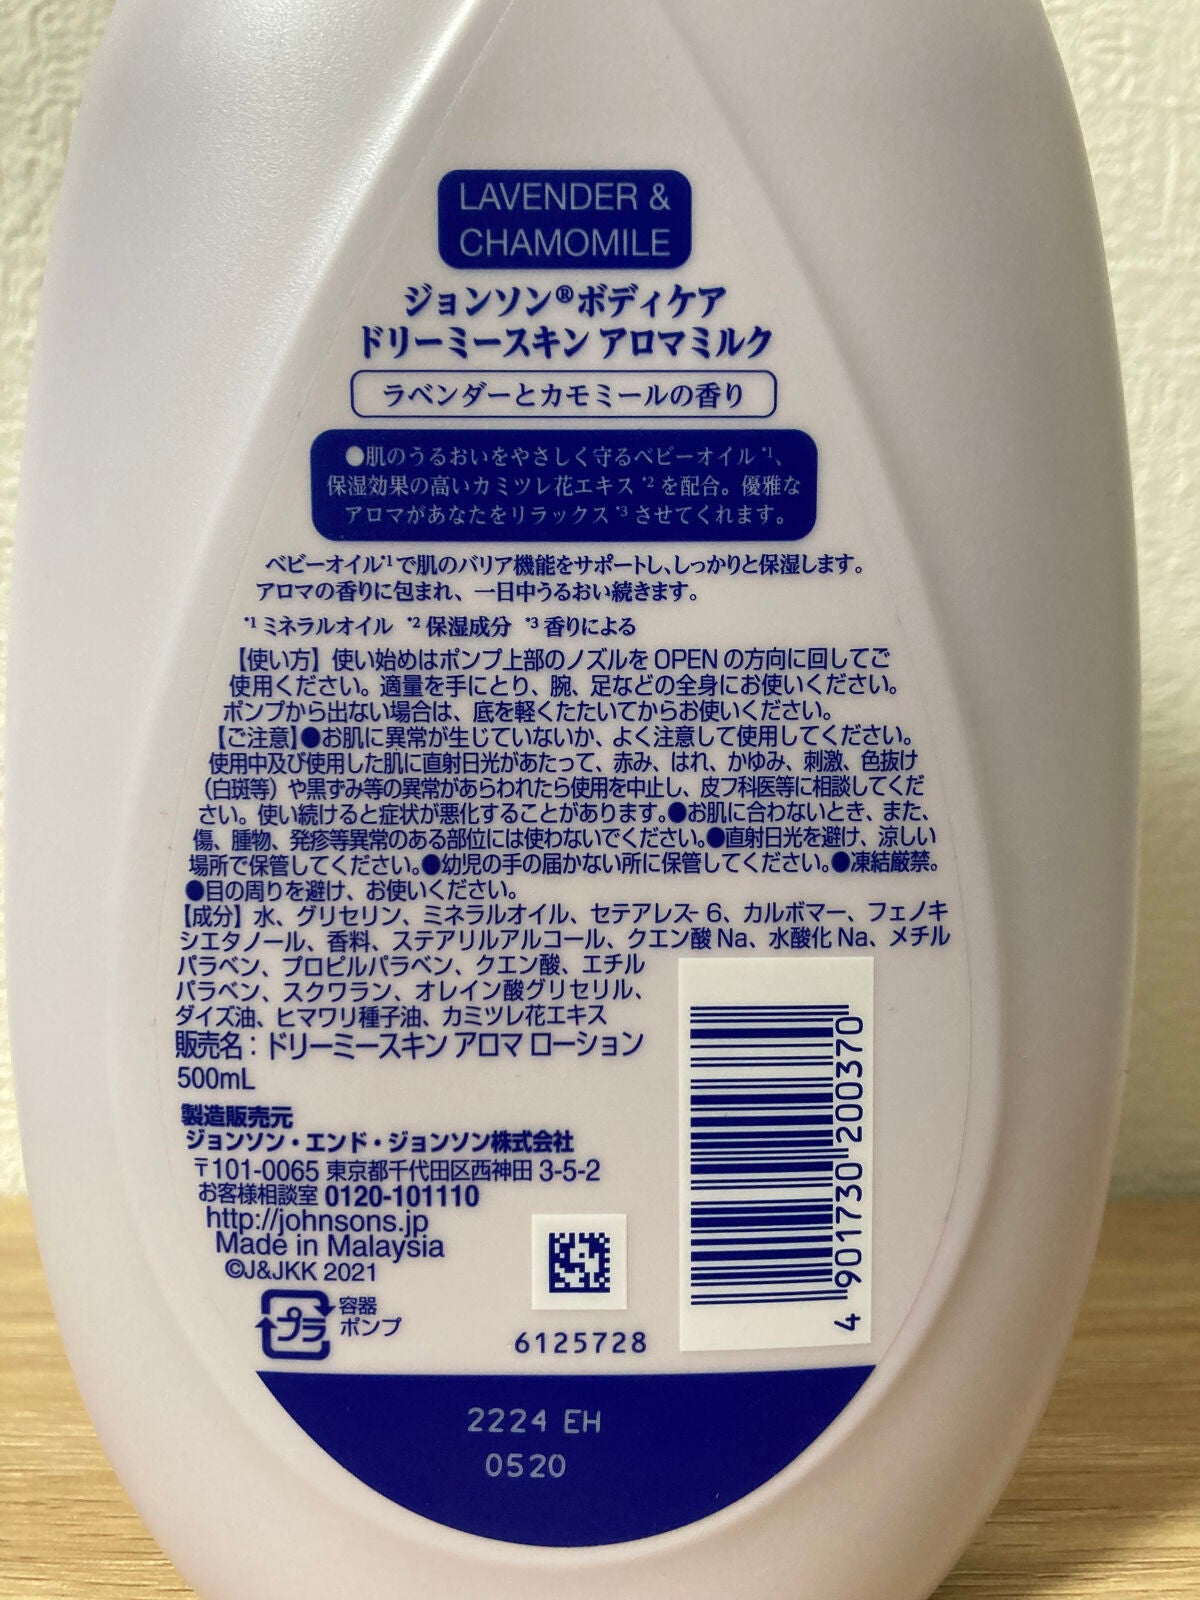 LAVENDER &
CHAMOMILE
ジョンソン®ボディケア
ドリーミースキン アロマミルク
ラベンダーとカモミールの香り
●肌のうるおいをやさしく守るベビーオイル*1、
保湿効果の高いカミツレ花エキス*2を配合。優雅な
アロマがあなたをリラックス*3させてくれます。
ベビーオイル*1で肌のバリア機能をサポートし、しっかりと保湿します。
アロマの香りに包まれ、一日中うるおい続きます。
*1 ミネラルオイル *2 保湿成分 *3 香りによる
【使い方】使い始めはポンプ上部のノズルを OPEN の方向に回してご
使用ください。適量を手にとり、腕、足などの全身にお使いください。
ポンプから出ない場合は、底を軽くたたいてからお使いください。
【ご注意】●お肌に異常が生じていないか、よく注意して使用してください。
使用中及び使用した肌に直射日光があたって、赤み、はれ、かゆみ、刺激、色抜け
（白斑等）や黒ずみ等の異常があらわれたら使用を中止し、皮フ科医等に相談してくだ
さい。使い続けると症状が悪化することがあります。●お肌に合わないとき、また、
傷、腫物、発疹等異常のある部位には使わないでください。●直射日光を避け、涼しい
場所で保管してください。●幼児の手の届かない所に保管してください。●凍結厳禁。
●目の周りを避け、お使いください。
【成分】水、グリセリン、ミネラルオイル、セテアレス-6、カルボマー、フェノキ
シエタノール、香料、ステアリルアルコール、クエン酸Na、水酸化Na、メチル
パラベン、プロピルパラベン、クエン酸、エチル
パラベン、スクワラン、オレイン酸グリセリル、
ダイズ油、ヒマワリ種子油、カミツレ花エキス
販売名：ドリーミースキン アロマ ローション
500mL
製造販売元
ジョンソン・エンド・ジョンソン株式会社
〒101-0065 東京都千代田区西神田 3-5-2
お客様相談室 0120-101110
http://johnsons.jp
Made in Malaysia
©J&JKK 2021
プラ
容器
ポンプ
6125728
4 901730 200370
2224 EH
0520